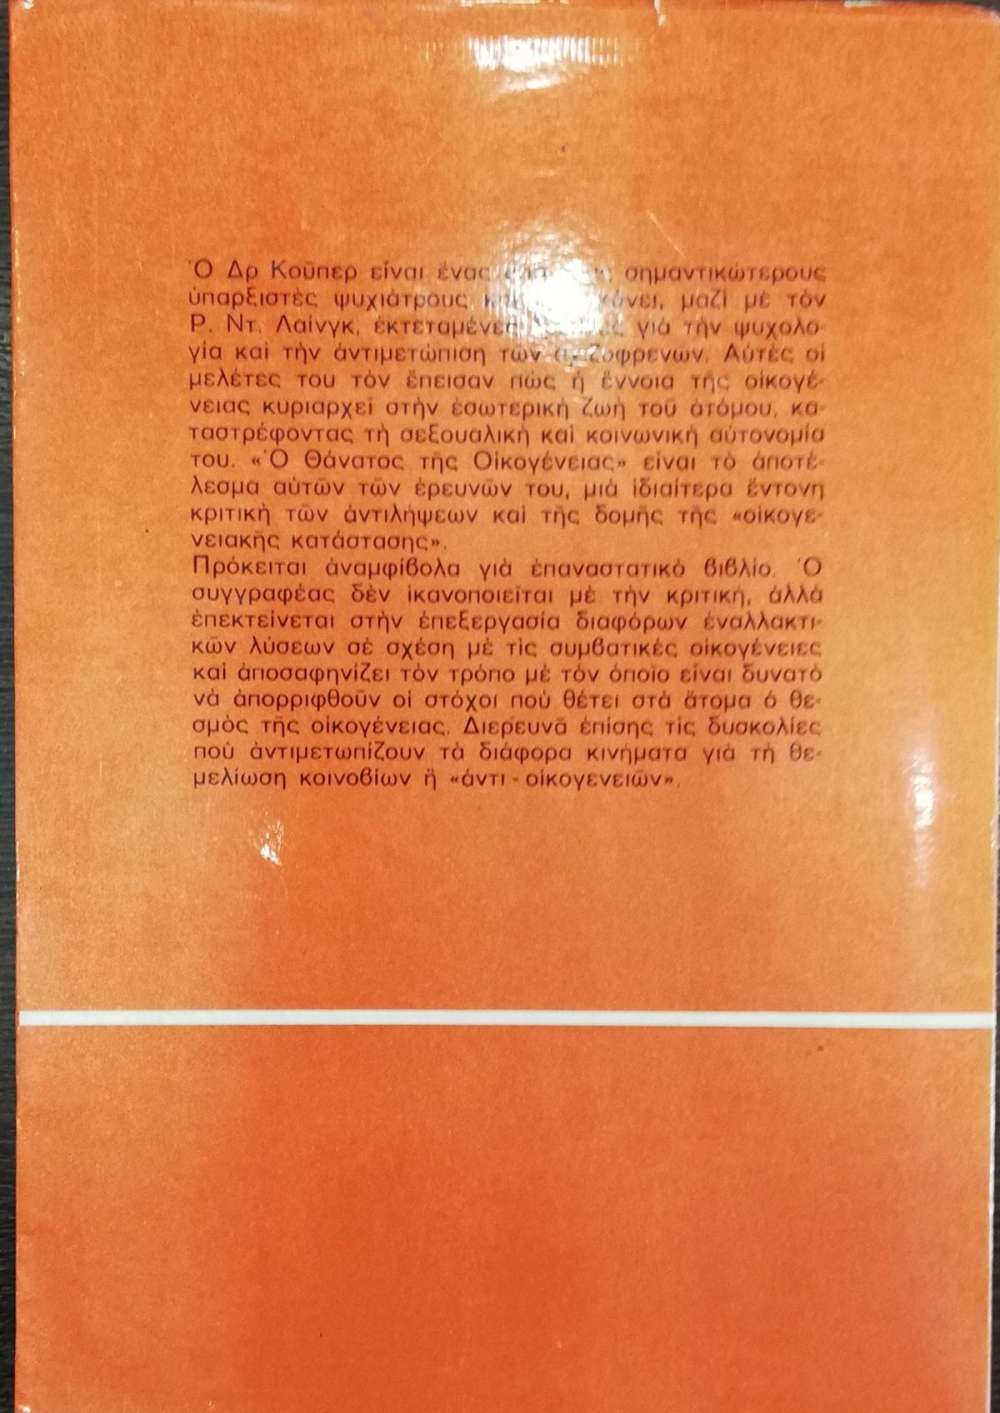 Ὁ Δρ Κοῦπερ εἶναι ἕνας σημαντικώτερους
ὑπαρξιστὲς ψυχιάτρους κάνει, μαζὶ μὲ τὸν
Ρ. Ντ. Λαίνγκ, ἐκτεταμένες γιὰ τὴν ψυχολο-
γία καὶ τὴν ἀντιμετώπιση τῶν σχιζοφρενῶν. Αὐτὲς οἱ
μελέτες του τὸν ἔπεισαν πὼς ἡ ἔννοια τῆς οἰκογέ-
νειας κυριαρχεῖ στὴν ἐσωτερικὴ ζωὴ τοῦ ἀτόμου, κα-
ταστρέφοντας τὴ σεξουαλικὴ καὶ κοινωνικὴ αὐτονομία
του. «Ὁ Θάνατος τῆς Οἰκογένειας» εἶναι τὸ ἀποτέ-
λεσμα αὐτῶν τῶν ἐρευνῶν του, μιὰ ἰδιαίτερα ἔντονη
κριτικὴ τῶν ἀντιλήψεων καὶ τῆς δομῆς τῆς «οἰκογε-
νειακῆς κατάστασης».
Πρόκειται ἀναμφίβολα γιὰ ἐπαναστατικὸ βιβλίο. Ὁ
συγγραφέας δὲν ἱκανοποιεῖται μὲ τὴν κριτική, ἀλλὰ
ἐπεκτείνεται στὴν ἐπεξεργασία διαφόρων ἐναλλακτι-
κῶν λύσεων σὲ σχέση μὲ τὶς συμβατικὲς οἰκογένειες
καὶ ἀποσαφηνίζει τὸν τρόπο μὲ τὸν ὁποῖο εἶναι δυνατὸ
νὰ ἀπορριφθοῦν οἱ στόχοι ποὺ θέτει στὰ ἄτομα ὁ θε-
σμὸς τῆς οἰκογένειας. Διερευνᾶ ἐπίσης τὶς δυσκολίες
ποὺ ἀντιμετωπίζουν τὰ διάφορα κινήματα γιὰ τὴ θε-
μελίωση κοινοβίων ἢ «ἀντι - οἰκογενειῶν».